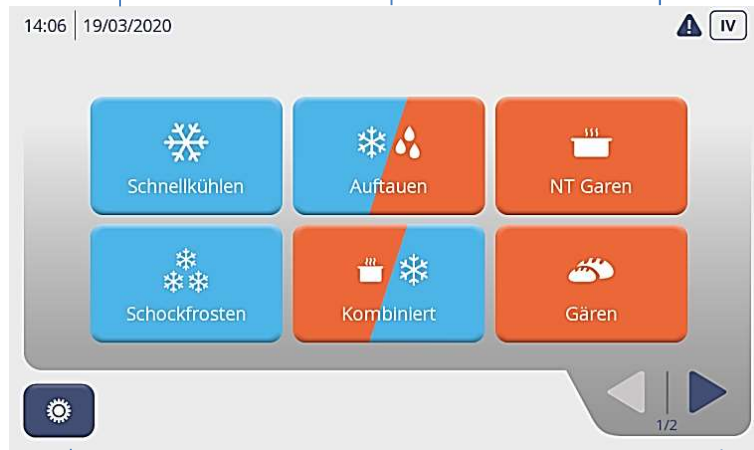 14:06 19/03/2020 IV
Schnellkühlen Auftauen NT Garen
Schockfrosten Kombiniert Gären
1/2